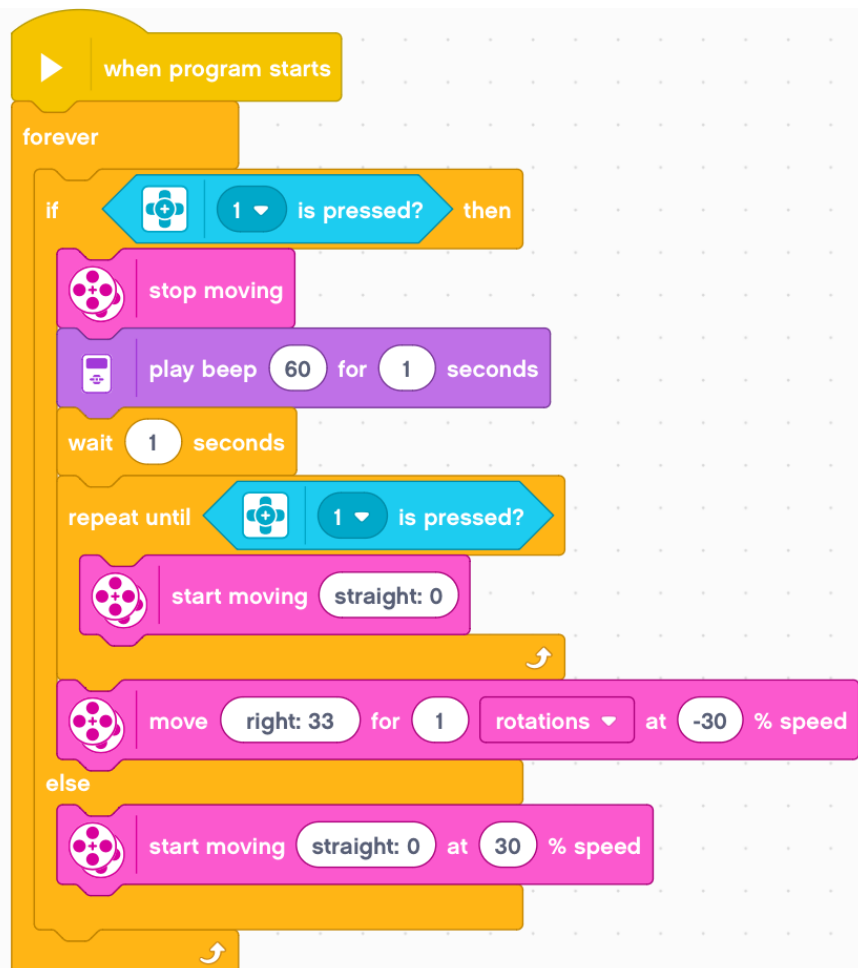 when program starts
forever
if 1 is pressed? then
stop moving
play beep 60 for 1 seconds
wait 1 seconds
repeat until 1 is pressed?
start moving straight: 0
move right: 33 for 1 rotations at -30 % speed
else
start moving straight: 0 at 30 % speed